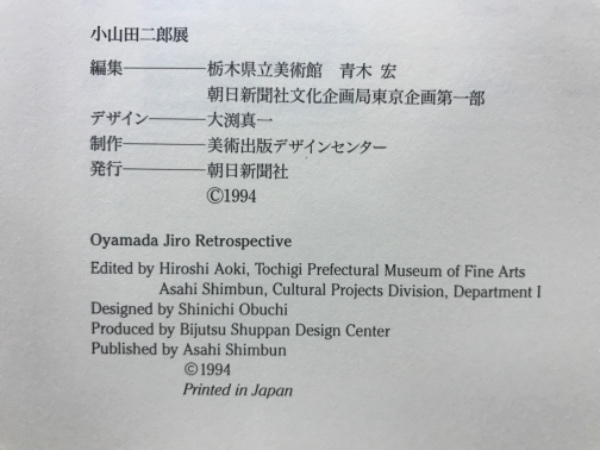 小山田二郎展
編集————栃木県立美術館　青木 宏
朝日新聞社文化企画局東京企画第一部
デザイン———大渕真一
制作————美術出版デザインセンター
発行————朝日新聞社
©1994
Oyamada Jiro Retrospective
Edited by Hiroshi Aoki, Tochigi Prefectural Museum of Fine Arts
Asahi Shimbun, Cultural Projects Division, Department I
Designed by Shinichi Obuchi
Produced by Bijutsu Shuppan Design Center
Published by Asahi Shimbun
©1994
Printed in Japan